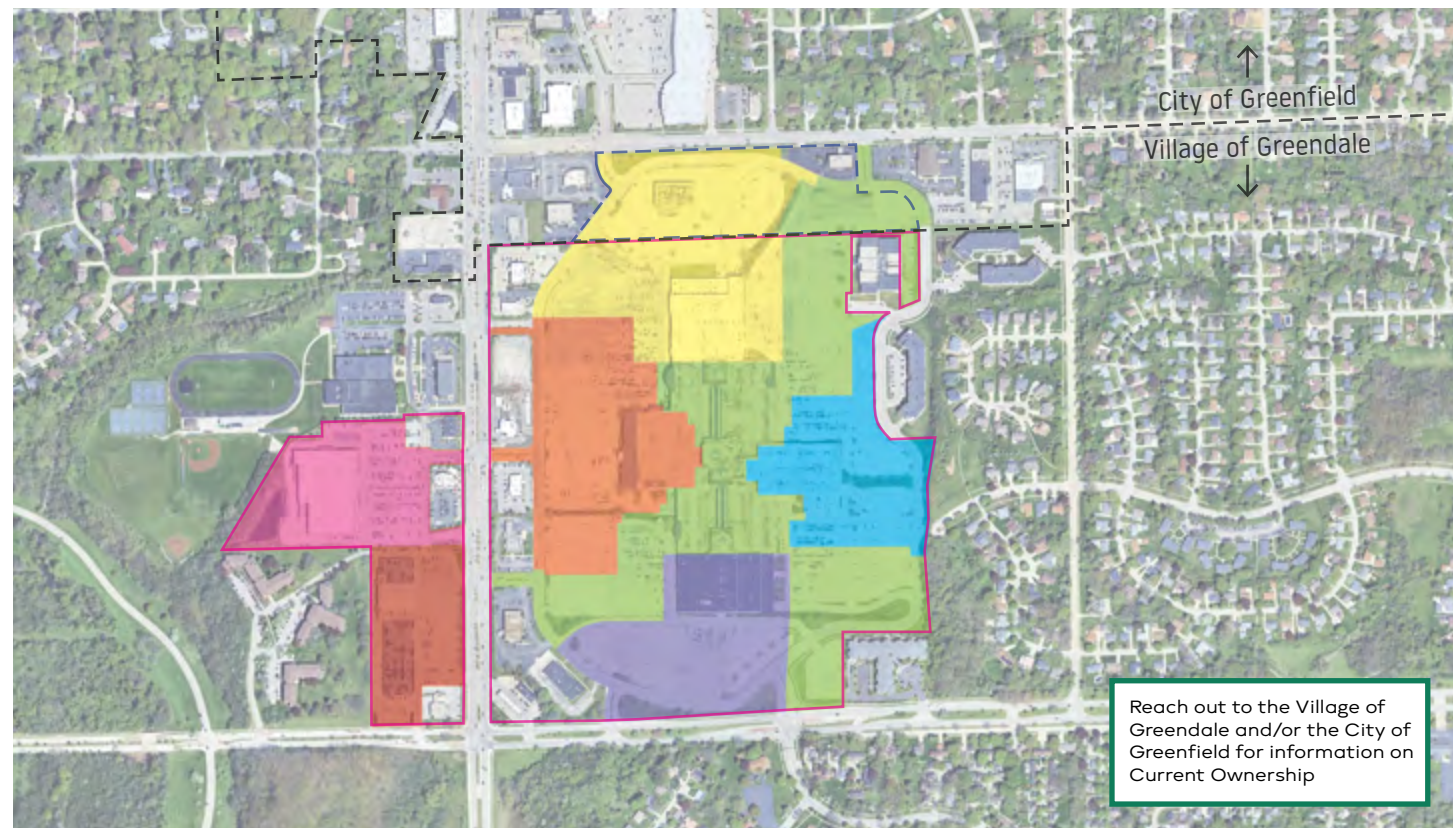 City of Greenfield
Village of Greendale
Reach out to the Village of
Greendale and/or the City of
Greenfield for information on
Current Ownership